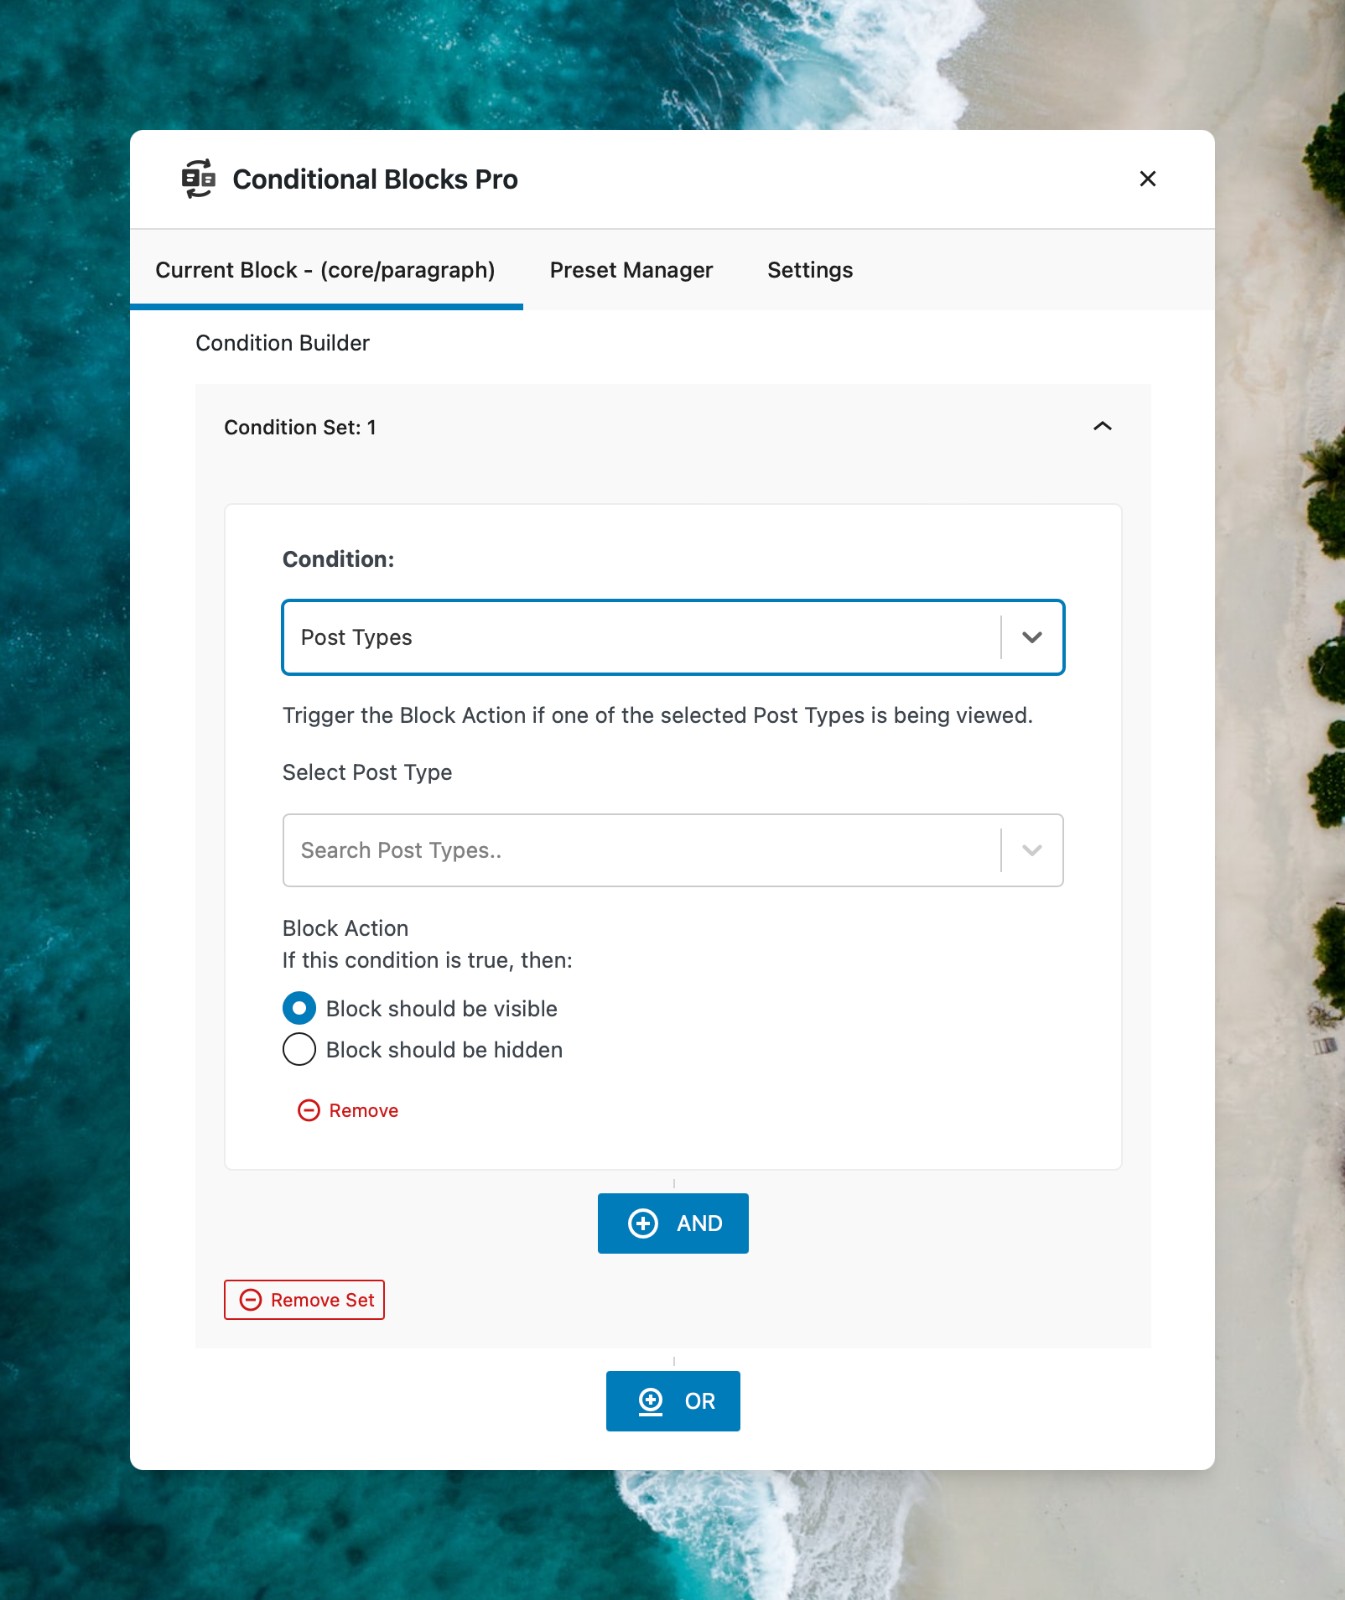 Conditional Blocks Pro
Current Block - (core/paragraph) Preset Manager Settings
Condition Builder
Condition Set: 1
Condition:
Post Types
Trigger the Block Action if one of the selected Post Types is being viewed.
Select Post Type
Search Post Types..
Block Action
If this condition is true, then:
Block should be visible
Block should be hidden
Remove
AND
Remove Set
OR